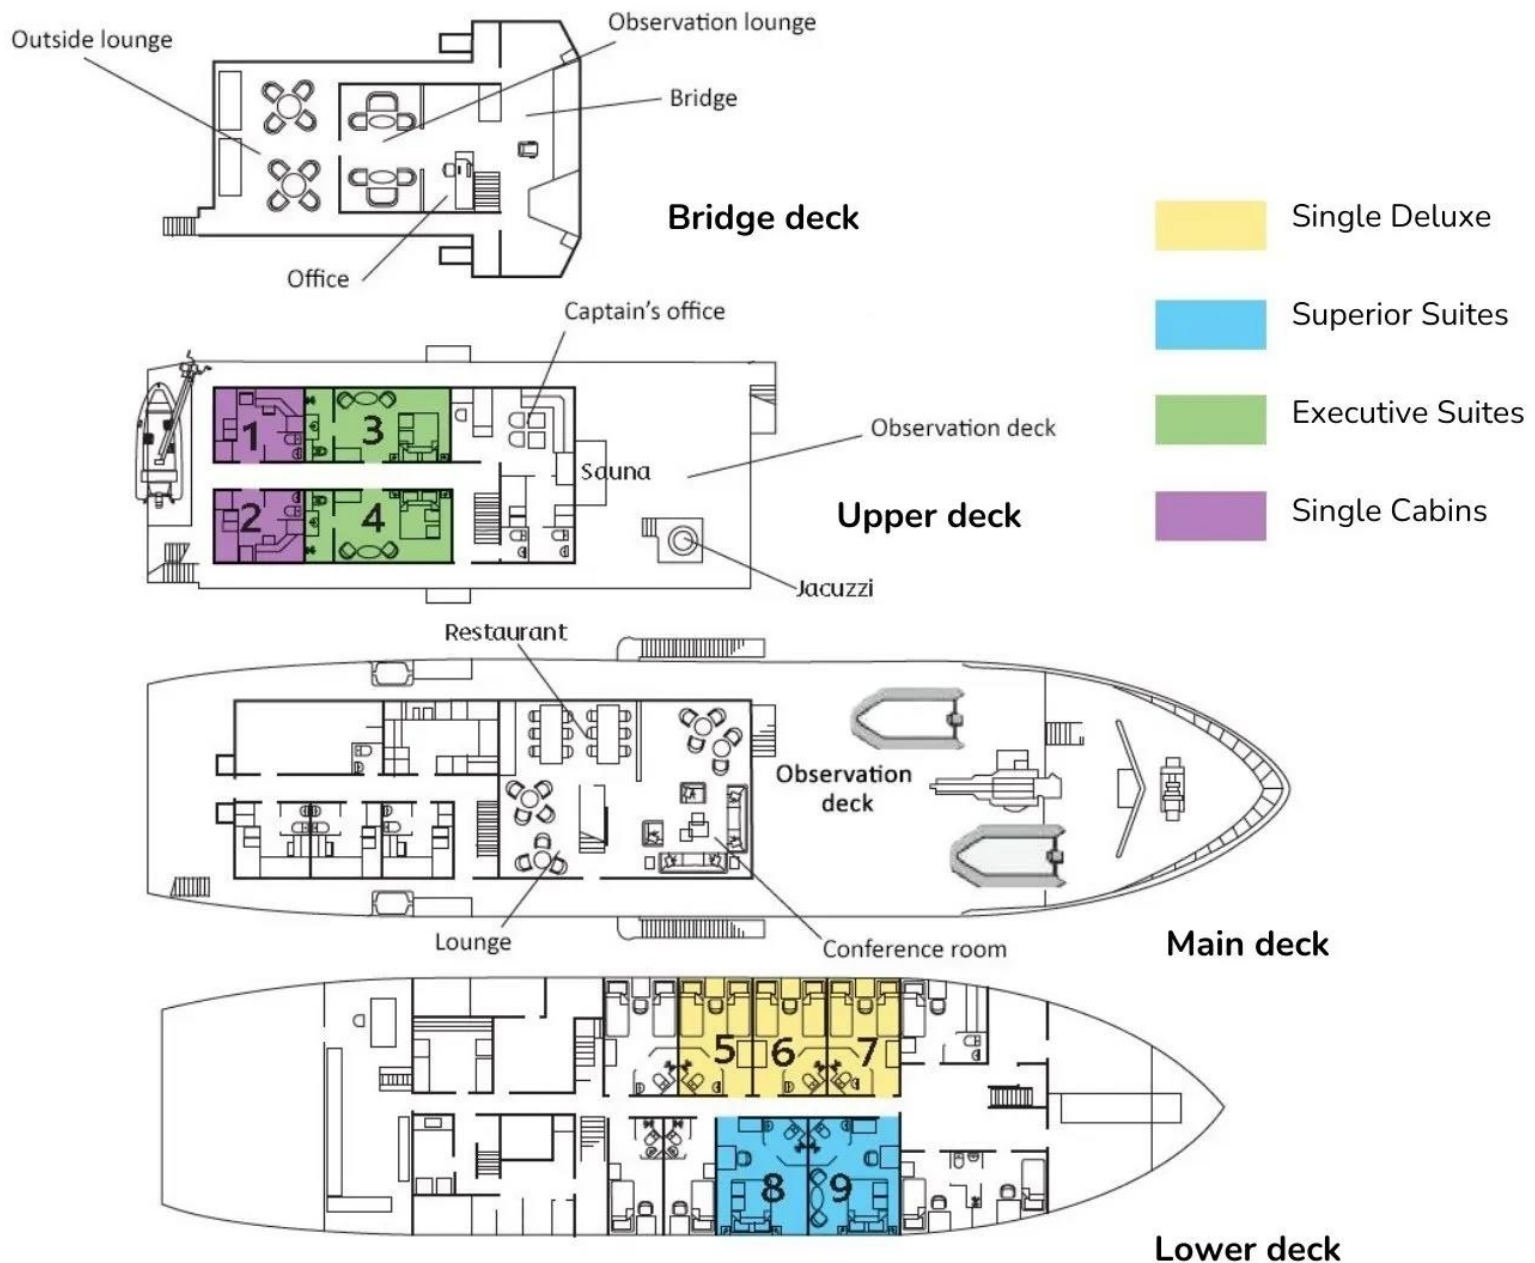 Outside lounge
Observation lounge
Bridge
Office
Bridge deck
Single Deluxe
Superior Suites
Executive Suites
Single Cabins
Captain's office
1
3
2
4
Sauna
Observation deck
Jacuzzi
Upper deck
Restaurant
Observation
deck
Lounge
Conference room
Main deck
5
6
7
8
9
Lower deck